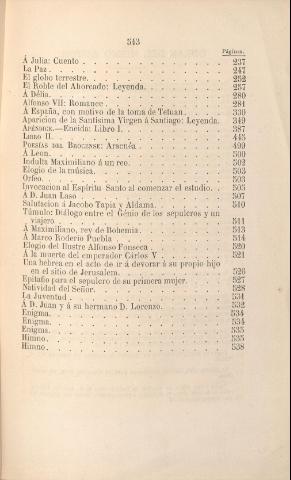 543
Páginas.
Á Julia: Cuento . . . . . 237
La Paz . . . . . 247
El globo terrestre . . . . . 252
El Roble del Ahorcado: Leyenda . . . . . 257
Á Délia . . . . . 280
Alfonso VII: Romance . . . . . 284
Á España, con motivo de la toma de Tetuan . . . . . 330
Aparicion de la Santísima Vírgen á Santiago: Leyenda . 349
APÉNDICE.—Eneida: Libro I . . . . . 387
LIBRO II . . . . . 445
POESÍAS DEL BROCENSE: . . . . . 499
Á Leon . . . . . 500
Indulta Maximiliano á un reo . . . . . 502
Elogio de la música . . . . . 503
Orfeo . . . . . 503
Invocacion al Espíritu Santo al comenzar el estudio . . 505
Á D. Juan Laso . . . . . 507
Salutacion á Jacobo Tapia y Aldama . . . . . 510
Túmulo: Diálogo entre el Génio de los sepulcros y un
viajero . . . . . 511
Á Maximiliano, rey de Bohemia . . . . . 513
Á Marco Roderio Puebla . . . . . 514
Elogio del Ilustre Alfonso Fonseca . . . . . 520
Á la muerte del emperador Cárlos V . . . . . 521
Una hebrea en el acto de ir á devorar á su propio hijo
en el sitio de Jerusalem . . . . . 526
Epitafio para el sepulcro de su primera mujer . . . . . 527
Natividad del Señor . . . . . 528
La Juventud . . . . . 531
Á D. Juan y á su hermano D. Lorenzo . . . . . 532
Enigma . . . . . 534
Enigma . . . . . 534
Enigma . . . . . 535
Himno . . . . . 535
Himno . . . . . 538